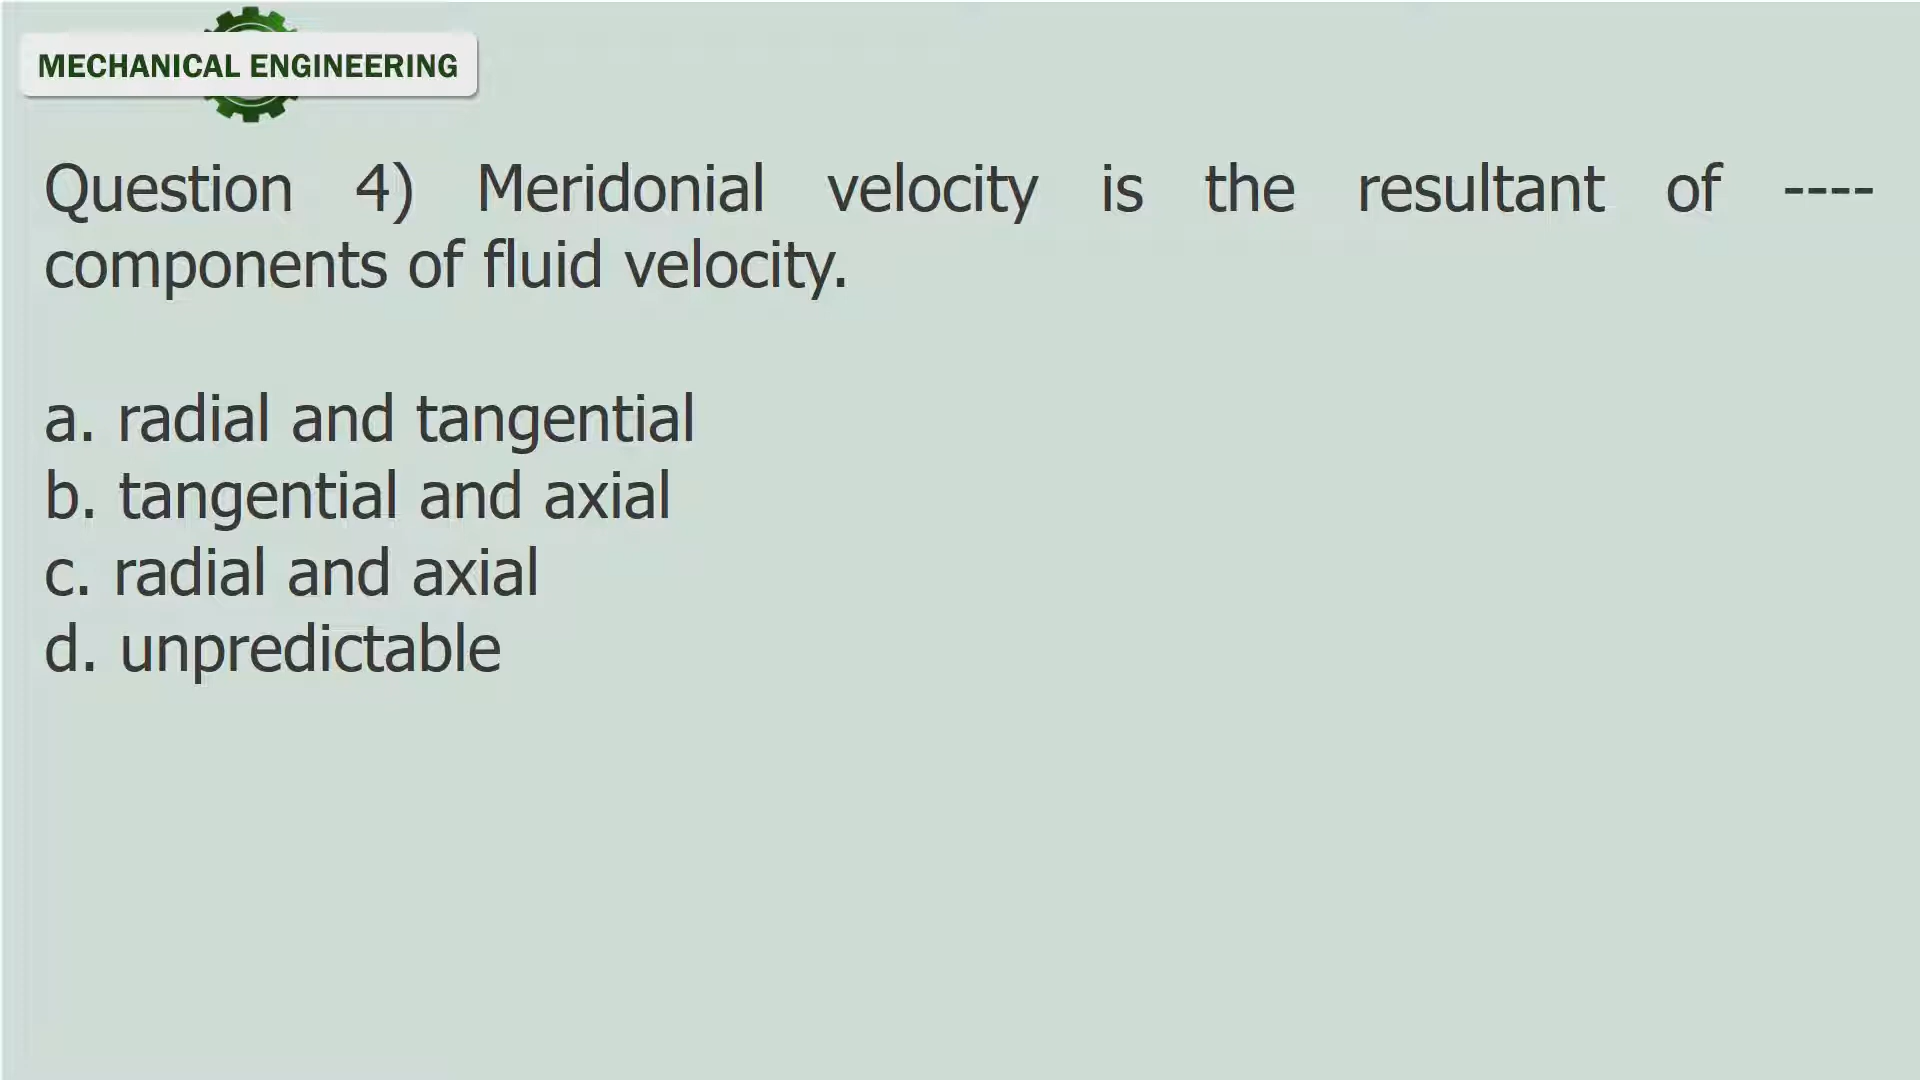 MECHANICAL ENGINEERING
Question 4) Meridonial velocity is the resultant of ----
components of fluid velocity.
a. radial and tangential
b. tangential and axial
c. radial and axial
d. unpredictable